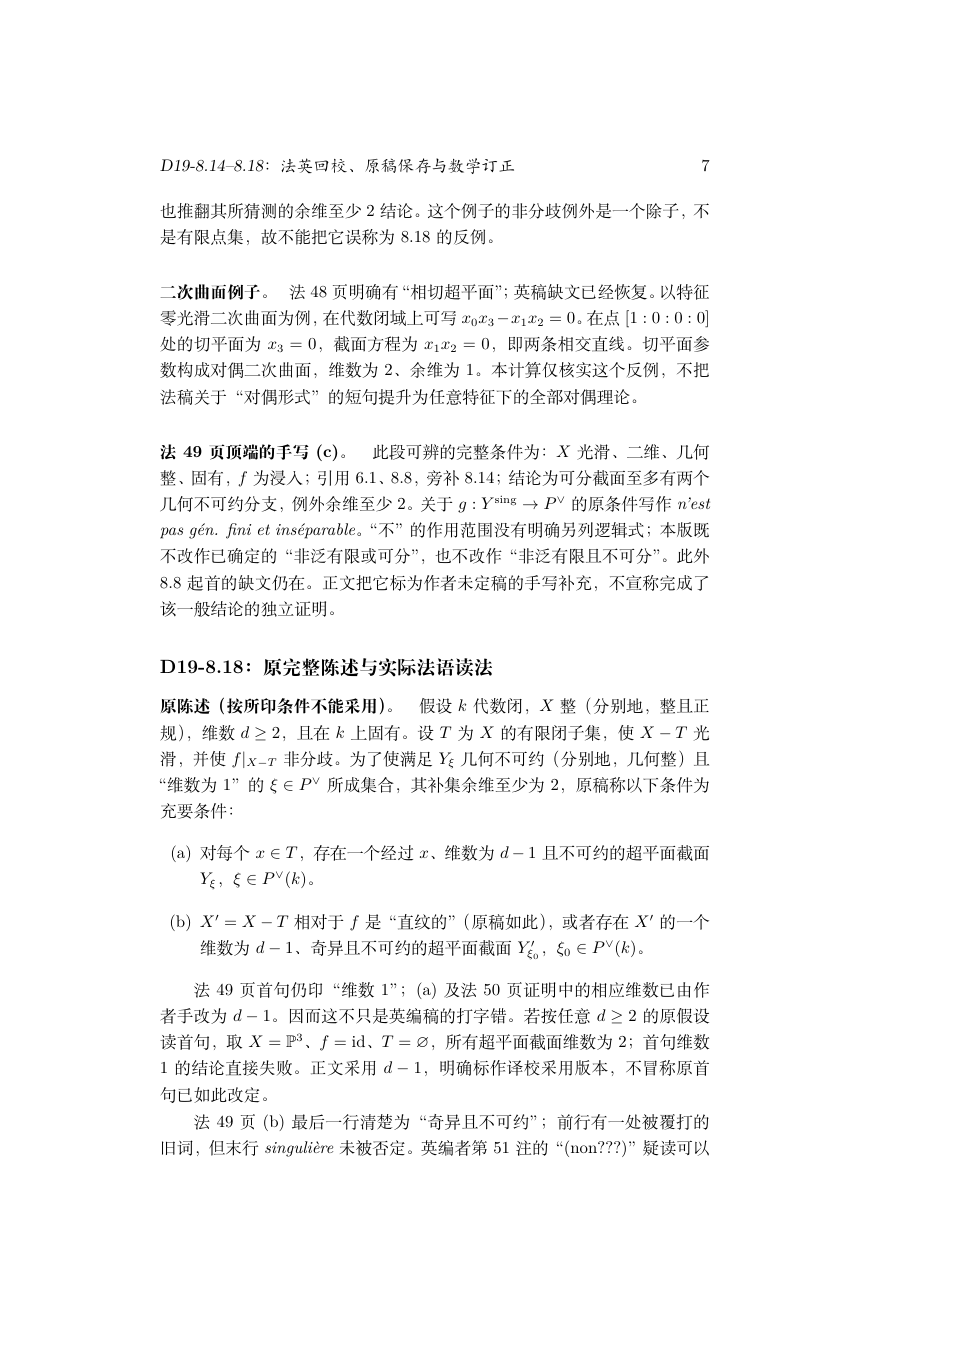 D19-8.14–8.18：法英回校、原稿保存与数学订正 7
也推翻其所猜测的余维至少 2 结论。这个例子的非分歧例外是一个除子，不
是有限点集，故不能把它误称为 8.18 的反例。
二次曲面例子。 法 48 页明确有“相切超平面”；英稿缺文已经恢复。以特征
零光滑二次曲面为例，在代数闭域上可写 x₀x₃−x₁x₂ = 0。在点 [1 : 0 : 0 : 0]
处的切平面为 x₃ = 0，截面方程为 x₁x₂ = 0，即两条相交直线。切平面参
数构成对偶二次曲面，维数为 2、余维为 1。本计算仅核实这个反例，不把
法稿关于“对偶形式”的短句提升为任意特征下的全部对偶理论。
法 49 页顶端的手写 (c)。 此段可辨的完整条件为：X 光滑、二维、几何
整、固有，f 为浸入；引用 6.1、8.8，旁补 8.14；结论为可分截面至多有两个
几何不可约分支，例外余维至少 2。关于 g : Y^sing → P^∨ 的原条件写作 n'est
pas gén. fini et inséparable。“不”的作用范围没有明确另列逻辑式；本版既
不改作已确定的“非泛有限或可分”，也不改作“非泛有限且不可分”。此外
8.8 起首的缺文仍在。正文把它标为作者未定稿的手写补充，不宣称完成了
该一般结论的独立证明。
D19-8.18：原完整陈述与实际法语读法
原陈述（按所印条件不能采用）。 假设 k 代数闭，X 整（分别地，整且正
规），维数 d ≥ 2，且在 k 上固有。设 T 为 X 的有限闭子集，使 X − T 光
滑，并使 f|_{X−T} 非分歧。为了使满足 Y_ξ 几何不可约（分别地，几何整）且
“维数为 1”的 ξ ∈ P^∨ 所成集合，其补集余维至少为 2，原稿称以下条件为
充要条件：
(a) 对每个 x ∈ T，存在一个经过 x、维数为 d − 1 且不可约的超平面截面
Y_ξ，ξ ∈ P^∨(k)。
(b) X′ = X − T 相对于 f 是“直纹的”（原稿如此），或者存在 X′ 的一个
维数为 d − 1、奇异且不可约的超平面截面 Y′_{ξ₀}，ξ₀ ∈ P^∨(k)。
法 49 页首句仍印“维数 1”；(a) 及法 50 页证明中的相应维数已由作
者手改为 d − 1。因而这不只是英编稿的打字错。若按任意 d ≥ 2 的原假设
读首句，取 X = ℙ³、f = id、T = ∅，所有超平面截面维数为 2；首句维数
1 的结论直接失败。正文采用 d − 1，明确标作译校采用版本，不冒称原首
句已如此改定。
法 49 页 (b) 最后一行清楚为“奇异且不可约”；前行有一处被覆打的
旧词，但末行 singulière 未被否定。英编者第 51 注的“(non???)”疑读可以